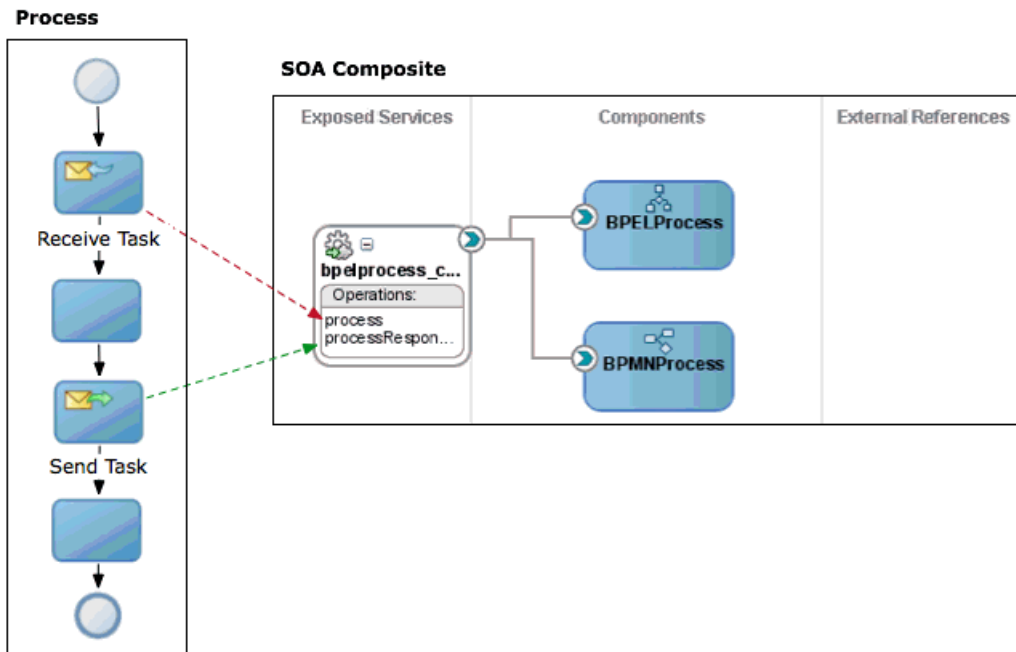 Process
SOA Composite
Exposed Services
Components
External References
Receive Task
Send Task
bpelprocess_c...
Operations:
process
processRespon...
BPELProcess
BPMNProcess